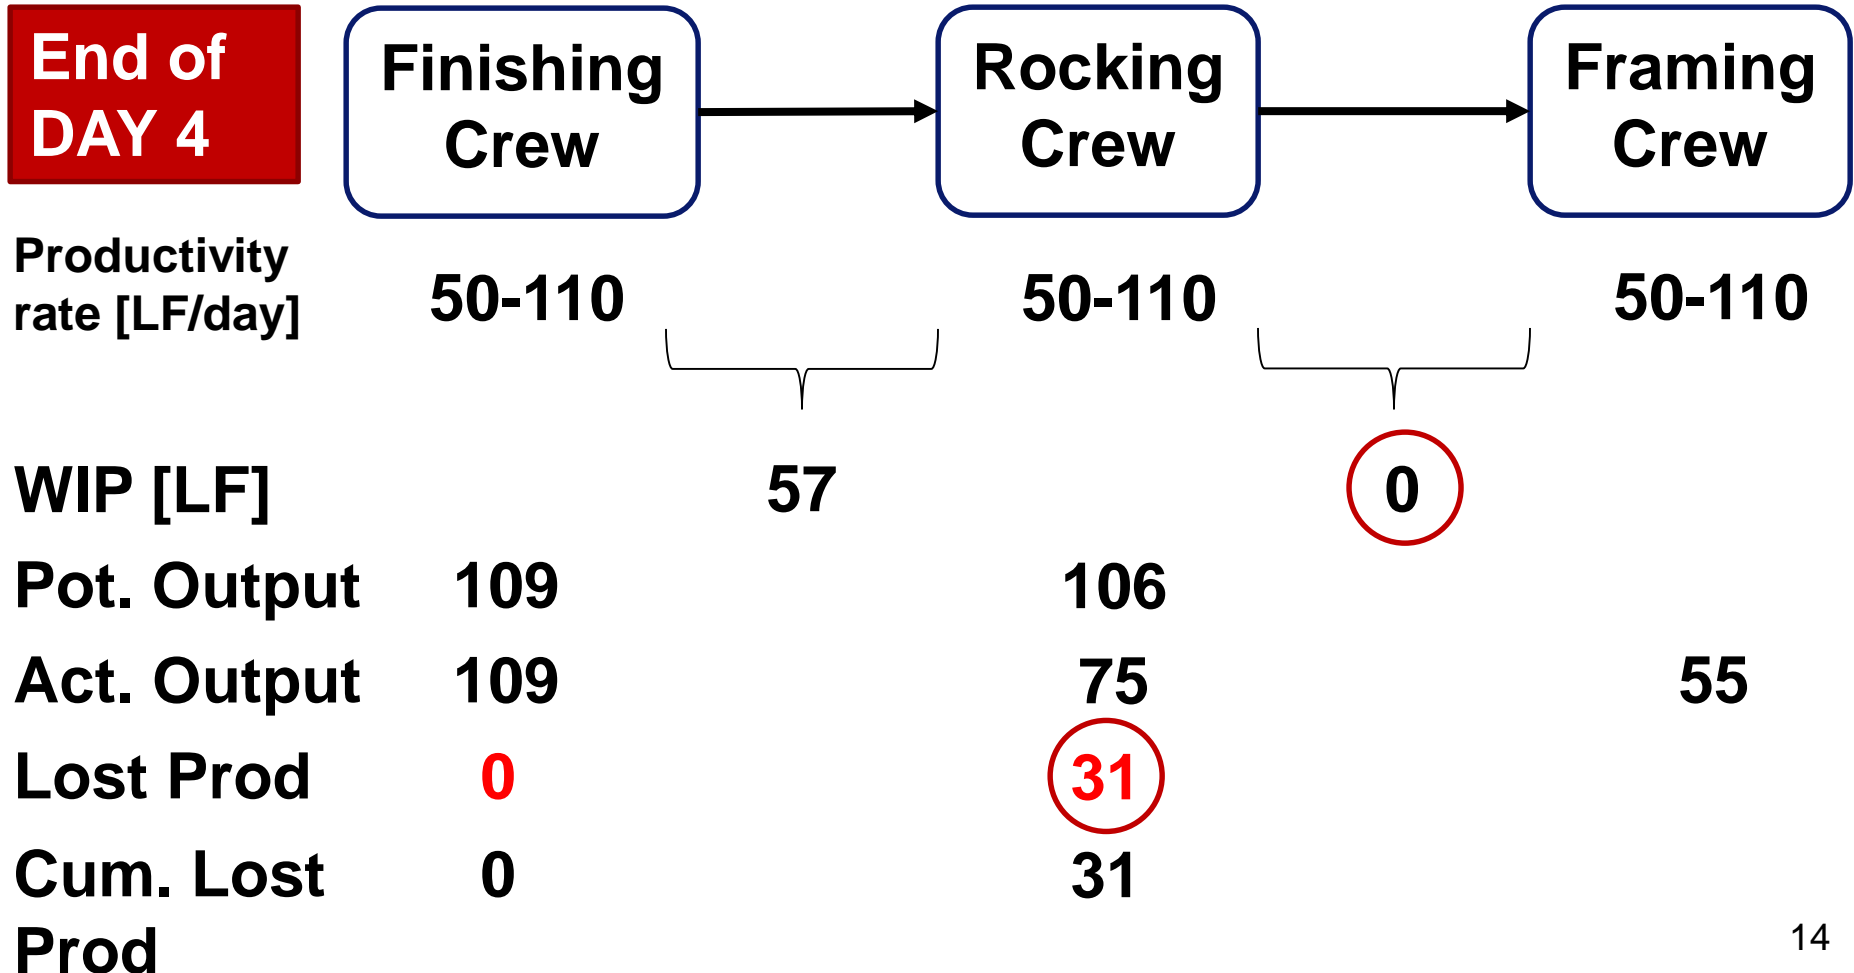 End of
DAY 4
Finishing
Crew
Rocking
Crew
Framing
Crew
Productivity
rate [LF/day]
50-110
50-110
50-110
WIP [LF]
57
0
Pot. Output
109
106
Act. Output
109
75
55
Lost Prod
0
31
Cum. Lost
Prod
0
31
14